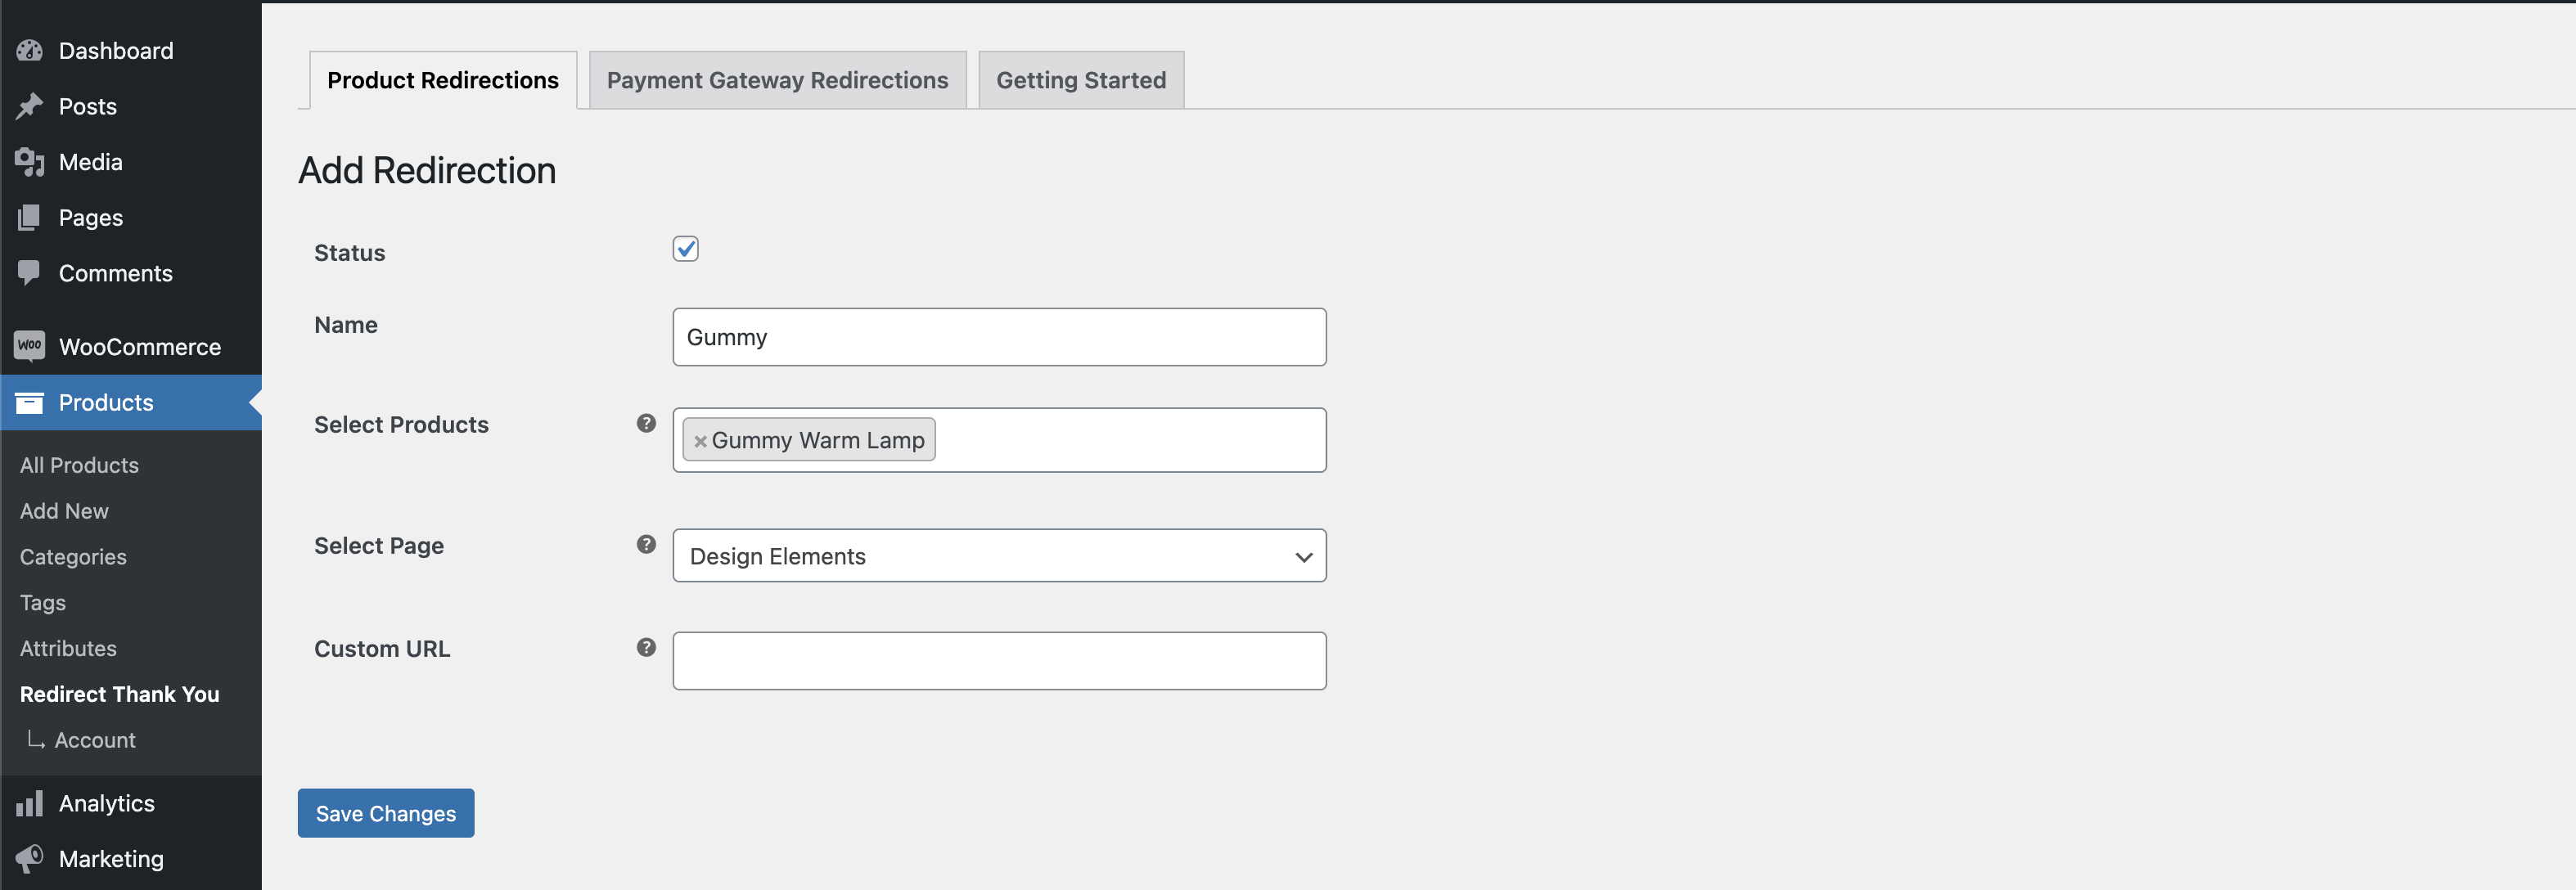 Dashboard
Posts
Media
Pages
Comments
Woo WooCommerce
Products
All Products
Add New
Categories
Tags
Attributes
Redirect Thank You
Account
Analytics
Marketing
Product Redirections Payment Gateway Redirections Getting Started
Add Redirection
Status
Name Gummy
Select Products ? ×Gummy Warm Lamp
Select Page ? Design Elements
Custom URL ?
Save Changes